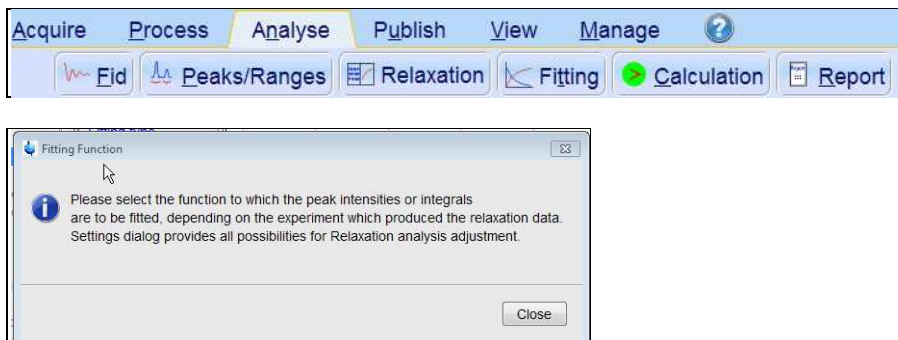 Acquire Process Analyse Publish View Manage ?
Fid Peaks/Ranges Relaxation Fitting > Calculation Report
Fitting Function
Please select the function to which the peak intensities or integrals
are to be fitted, depending on the experiment which produced the relaxation data.
Settings dialog provides all possibilities for Relaxation analysis adjustment.
Close